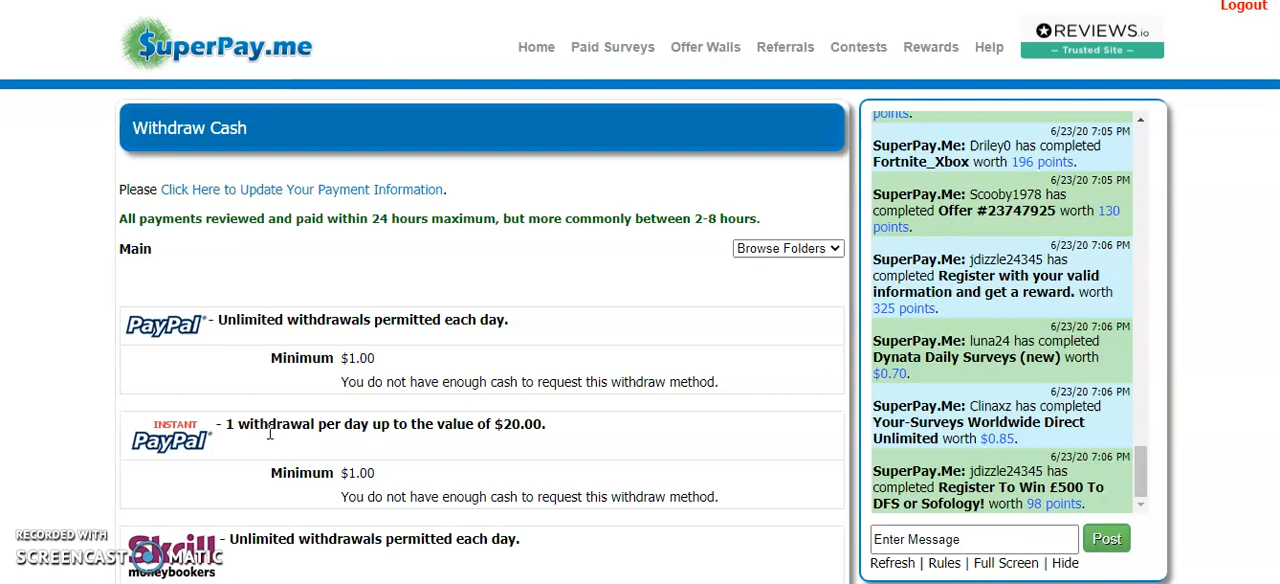 Logout
$uperPay.me
Home Paid Surveys Offer Walls Referrals Contests Rewards Help
REVIEWS.io
— Trusted Site —
Withdraw Cash
Please Click Here to Update Your Payment Information.
All payments reviewed and paid within 24 hours maximum, but more commonly between 2-8 hours.
Main
Browse Folders
PayPal - Unlimited withdrawals permitted each day.
Minimum $1.00
You do not have enough cash to request this withdraw method.
INSTANT
PayPal - 1 withdrawal per day up to the value of $20.00.
Minimum $1.00
You do not have enough cash to request this withdraw method.
Skrill - Unlimited withdrawals permitted each day.
moneybookers
RECORDED WITH
SCREENCAST MATIC
points.
6/23/20 7:05 PM
SuperPay.Me: Driley0 has completed
Fortnite_Xbox worth 196 points.
6/23/20 7:05 PM
SuperPay.Me: Scooby1978 has
completed Offer #23747925 worth 130
points.
6/23/20 7:06 PM
SuperPay.Me: jdizzle24345 has
completed Register with your valid
information and get a reward. worth
325 points.
6/23/20 7:06 PM
SuperPay.Me: luna24 has completed
Dynata Daily Surveys (new) worth
$0.70.
6/23/20 7:06 PM
SuperPay.Me: Clinaxz has completed
Your-Surveys Worldwide Direct
Unlimited worth $0.85.
6/23/20 7:06 PM
SuperPay.Me: jdizzle24345 has
completed Register To Win £500 To
DFS or Sofology! worth 98 points.
Enter Message Post
Refresh | Rules | Full Screen | Hide